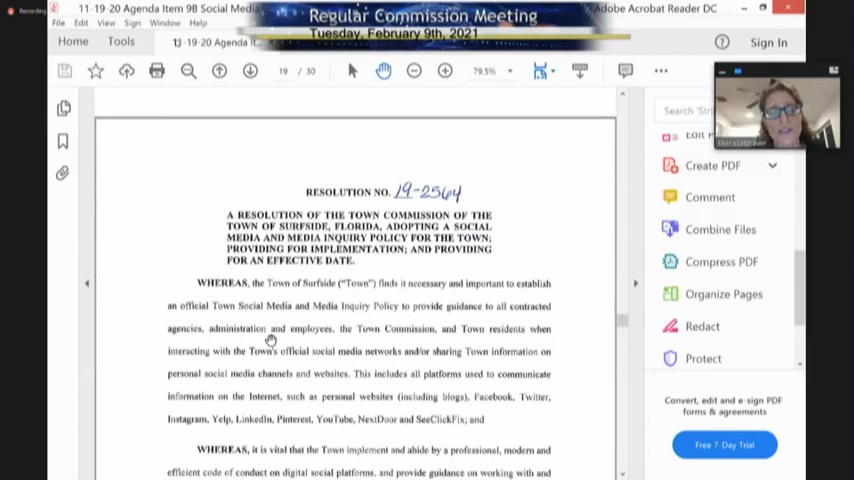 Recording
11-19-20 Agenda Item 9B Social Media
Adobe Acrobat Reader DC
Regular Commission Meeting
Tuesday, February 9th, 2021
File Edit View Sign Window Help
Home Tools
Sign In
19 / 30
79.5%
RESOLUTION NO. 19-2564
A RESOLUTION OF THE TOWN COMMISSION OF THE
TOWN OF SURFSIDE, FLORIDA, ADOPTING A SOCIAL
MEDIA AND MEDIA INQUIRY POLICY FOR THE TOWN;
PROVIDING FOR IMPLEMENTATION; AND PROVIDING
FOR AN EFFECTIVE DATE.
WHEREAS, the Town of Surfside ("Town") finds it necessary and important to establish
an official Town Social Media and Media Inquiry Policy to provide guidance to all contracted
agencies, administration and employees, the Town Commission, and Town residents when
interacting with the Town's official social media networks and/or sharing Town information on
personal social media channels and websites. This includes all platforms used to communicate
information on the Internet, such as personal websites (including blogs), Facebook, Twitter,
Instagram, Yelp, LinkedIn, Pinterest, YouTube, NextDoor and SeeClickFix; and
WHEREAS, it is vital that the Town implement and abide by a professional, modern and
efficient code of conduct on digital social platforms, and provide guidance on working with and
Create PDF
Comment
Combine Files
Compress PDF
Organize Pages
Redact
Protect
Convert, edit and e-sign PDF
forms & agreements
Free 7-Day Trial